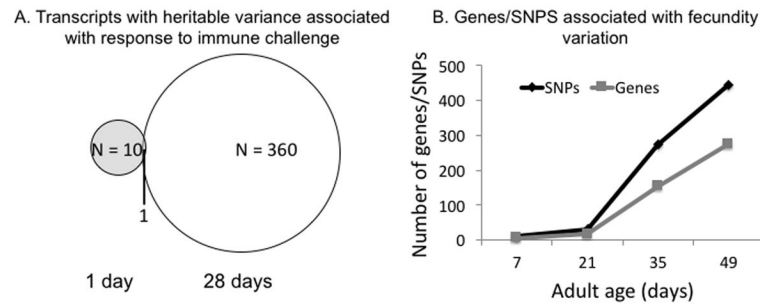 A. Transcripts with heritable variance associated
with response to immune challenge
N = 10
N = 360
1
1 day
28 days
B. Genes/SNPS associated with fecundity
variation
Number of genes/SNPs
500
400
300
200
100
0
SNPs
Genes
7
21
35
49
Adult age (days)